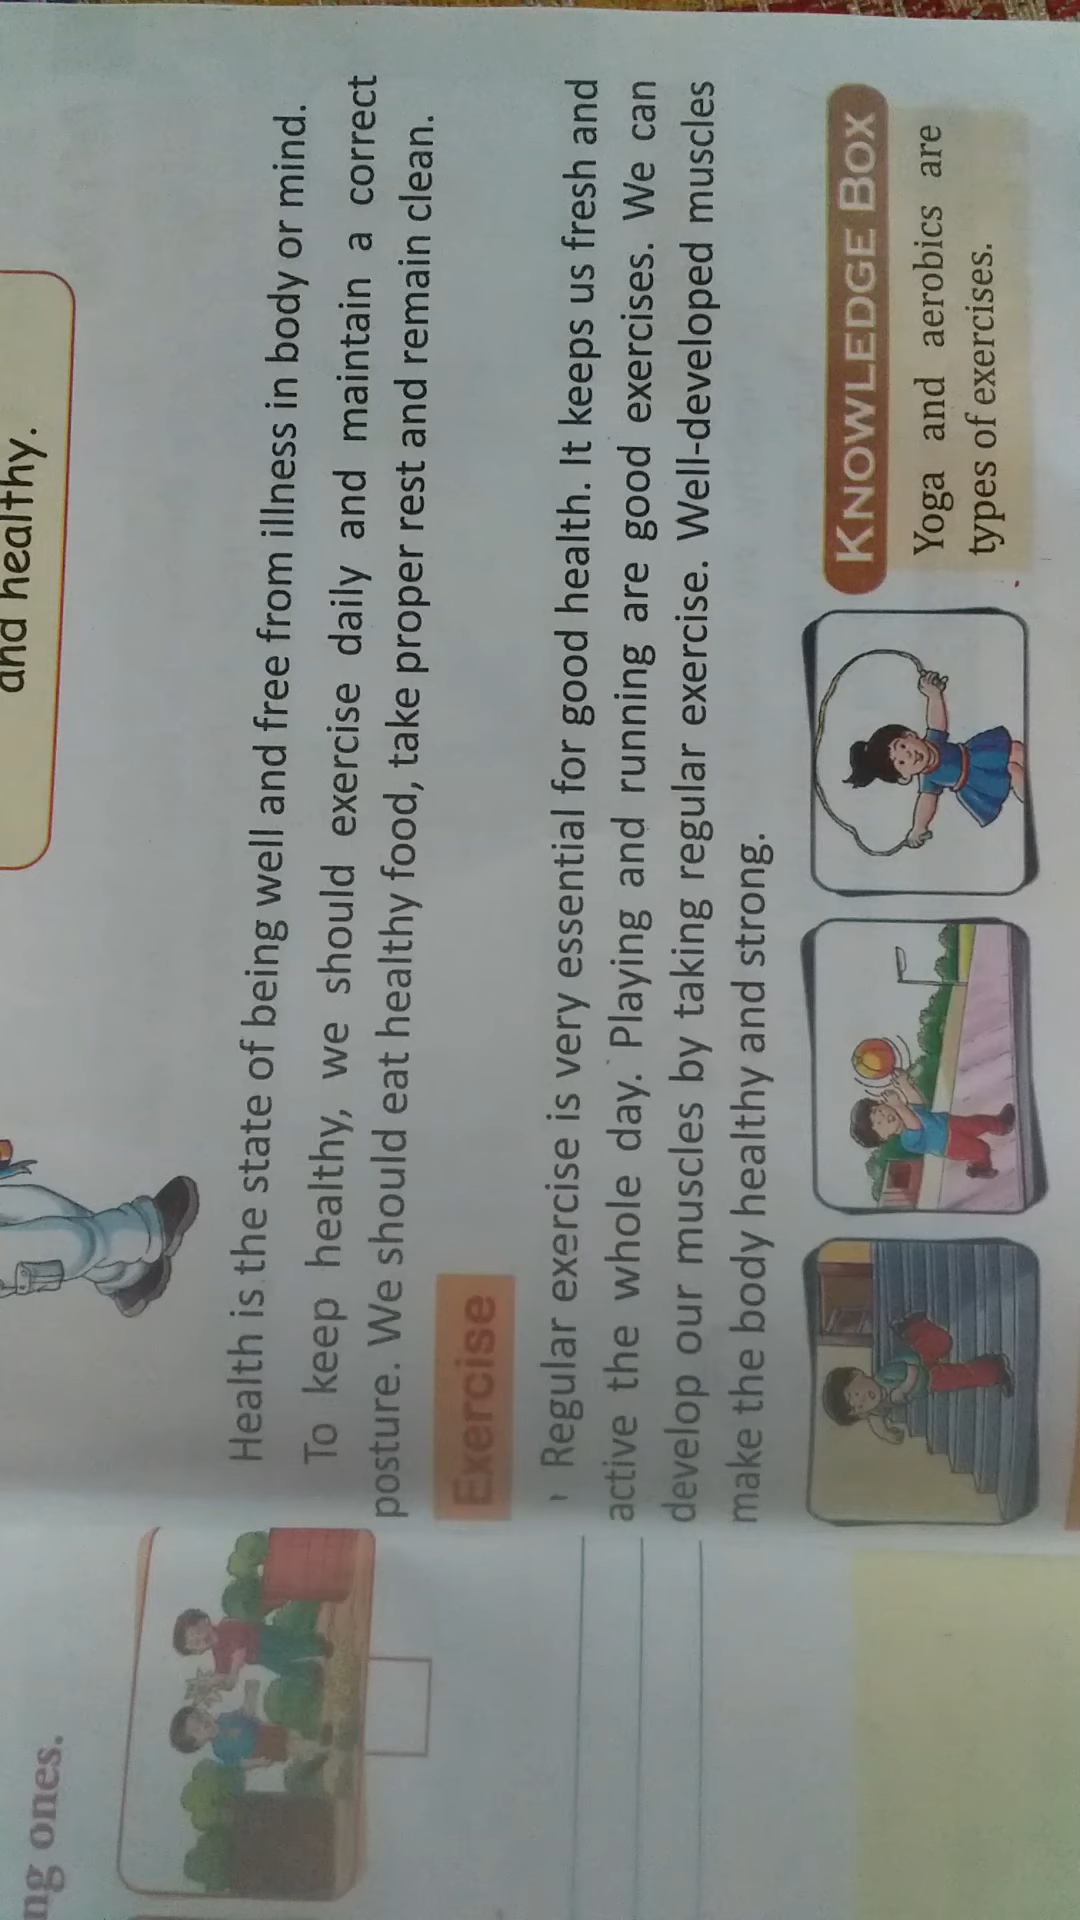 and healthy.
Health is the state of being well and free from illness in body or mind.
To keep healthy, we should exercise daily and maintain a correct
posture. We should eat healthy food, take proper rest and remain clean.
Exercise
Regular exercise is very essential for good health. It keeps us fresh and
active the whole day. Playing and running are good exercises. We can
develop our muscles by taking regular exercise. Well-developed muscles
make the body healthy and strong.
KNOWLEDGE BOX
Yoga and aerobics are
types of exercises.
ng ones.